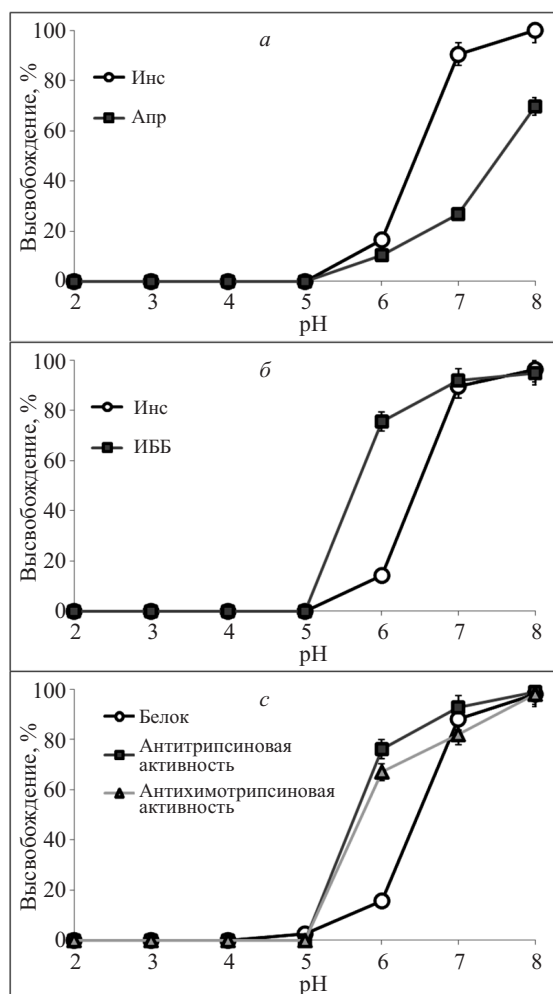 а
Высвобождение, %
100
80
60
40
20
0
Инс
Апр
2 3 4 5 6 7 8
pH
б
Высвобождение, %
100
80
60
40
20
0
Инс
ИББ
2 3 4 5 6 7 8
pH
с
Высвобождение, %
100
80
60
40
20
0
Белок
Антитрипсиновая
активность
Антихимотрипсиновая
активность
2 3 4 5 6 7 8
pH